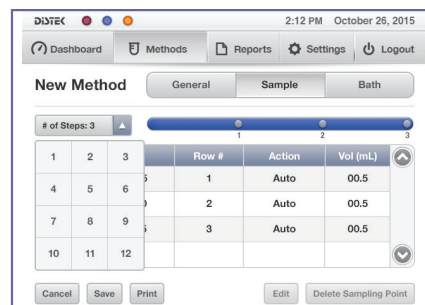 DISTEK 2:12 PM October 26, 2015
Dashboard Methods Reports Settings Logout
New Method General Sample Bath
# of Steps: 3
1 2 3
Row # Action Vol (mL)
1 2 3
1 Auto 00.5
4 5 6
2 Auto 00.5
7 8 9
3 Auto 00.5
10 11 12
Cancel Save Print Edit Delete Sampling Point